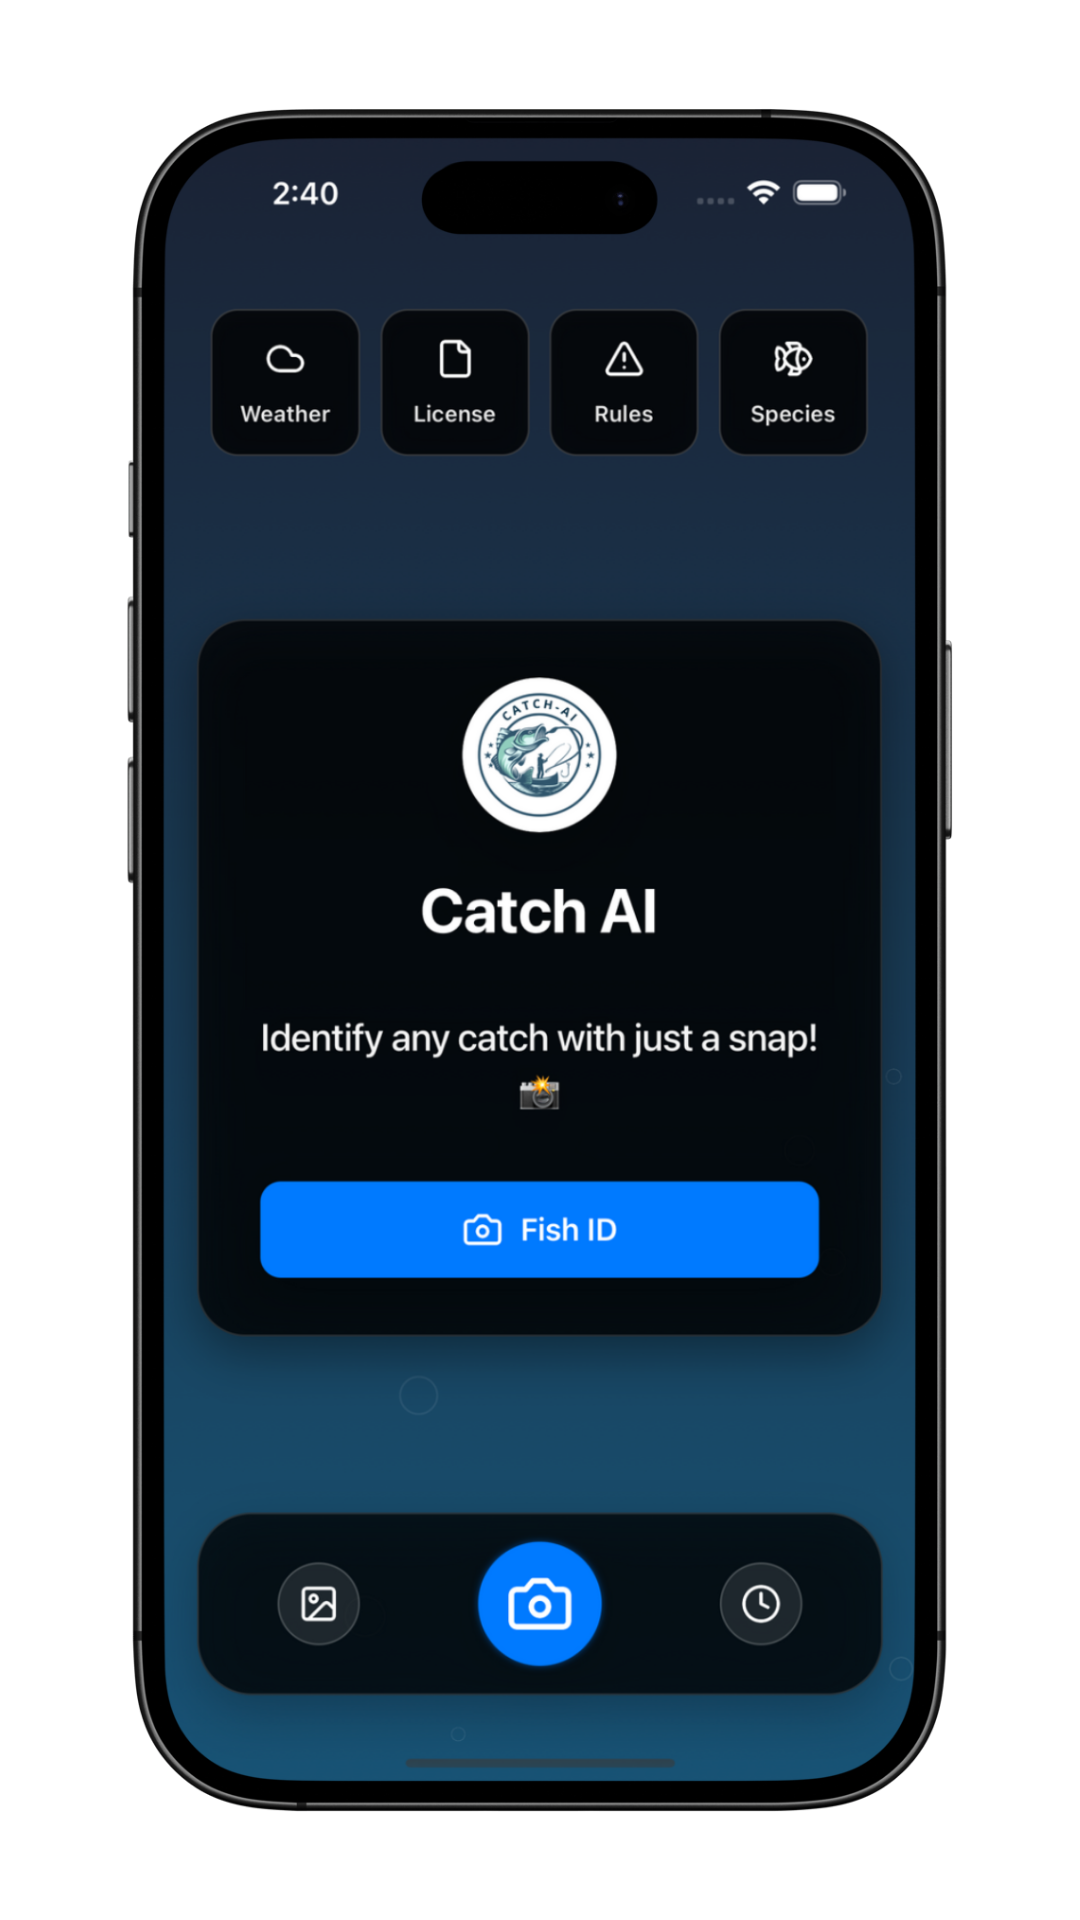 2:40
Weather
License
Rules
Species
CATCH-AI
Catch AI
Identify any catch with just a snap!
📸
Fish ID